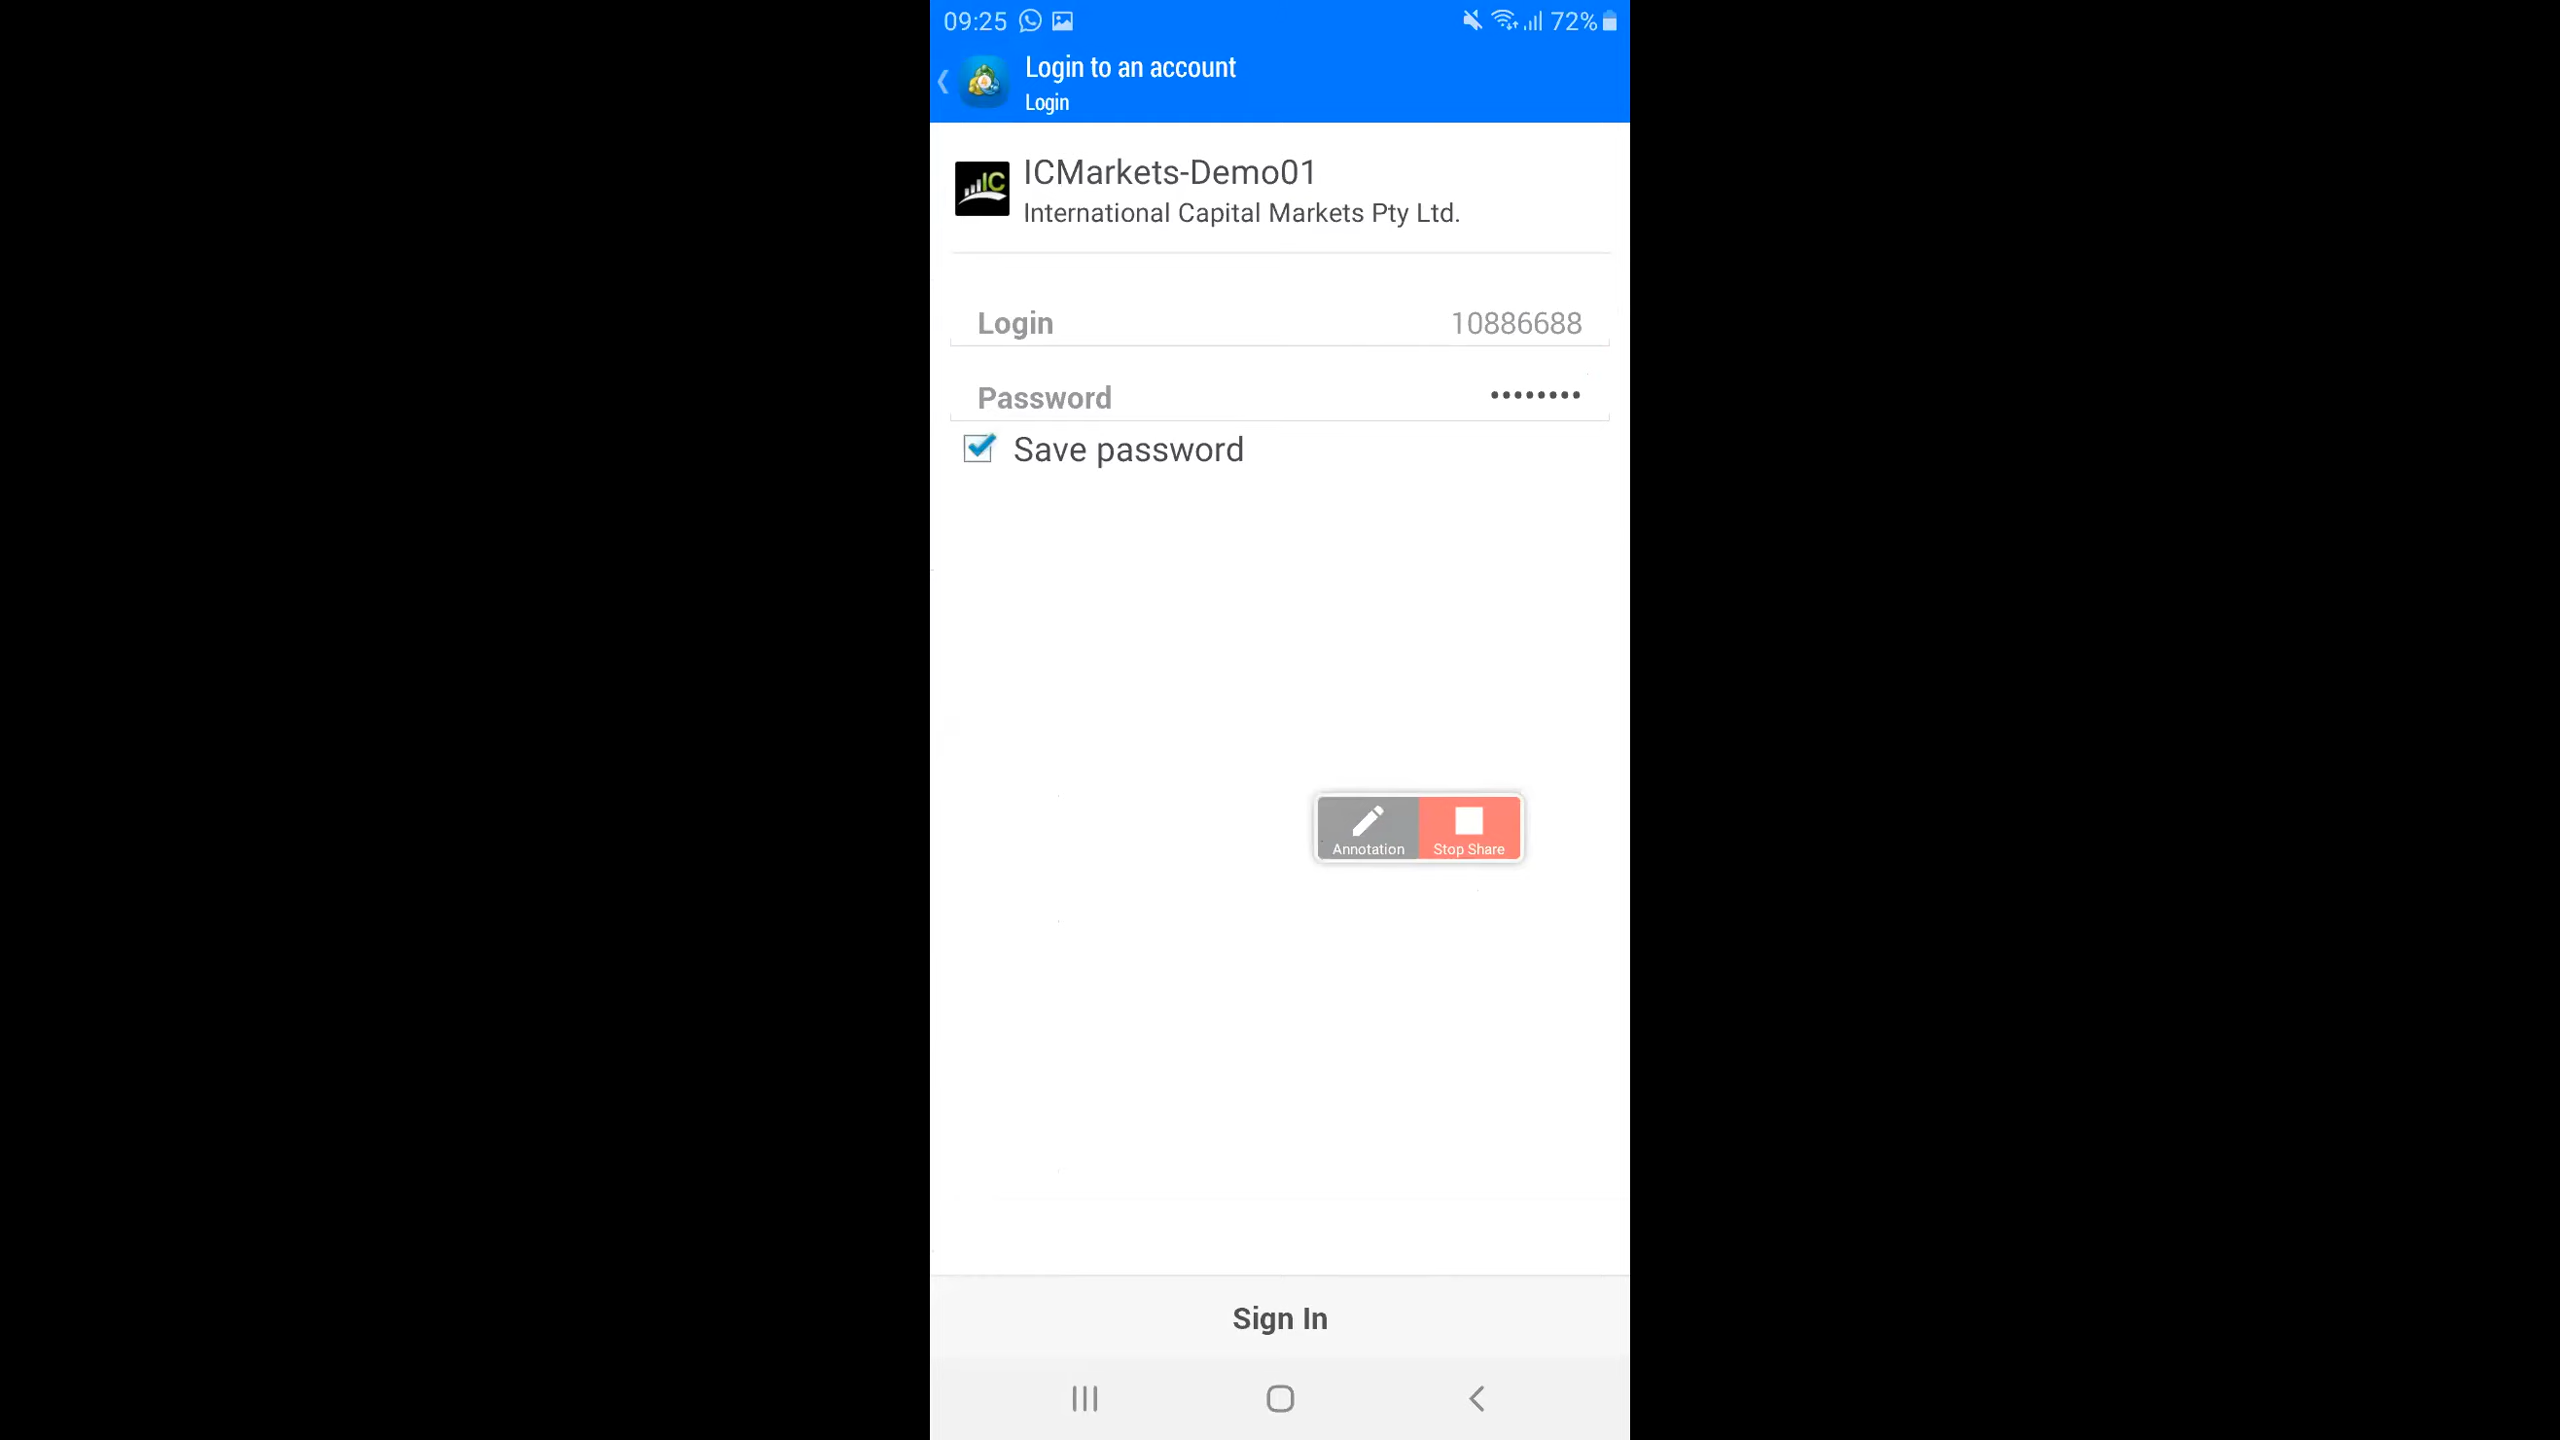 09:25 72%
Login to an account
Login
IC
ICMarkets-Demo01
International Capital Markets Pty Ltd.
Login 10886688
Password ••••••••
Save password
Annotation Stop Share
Sign In